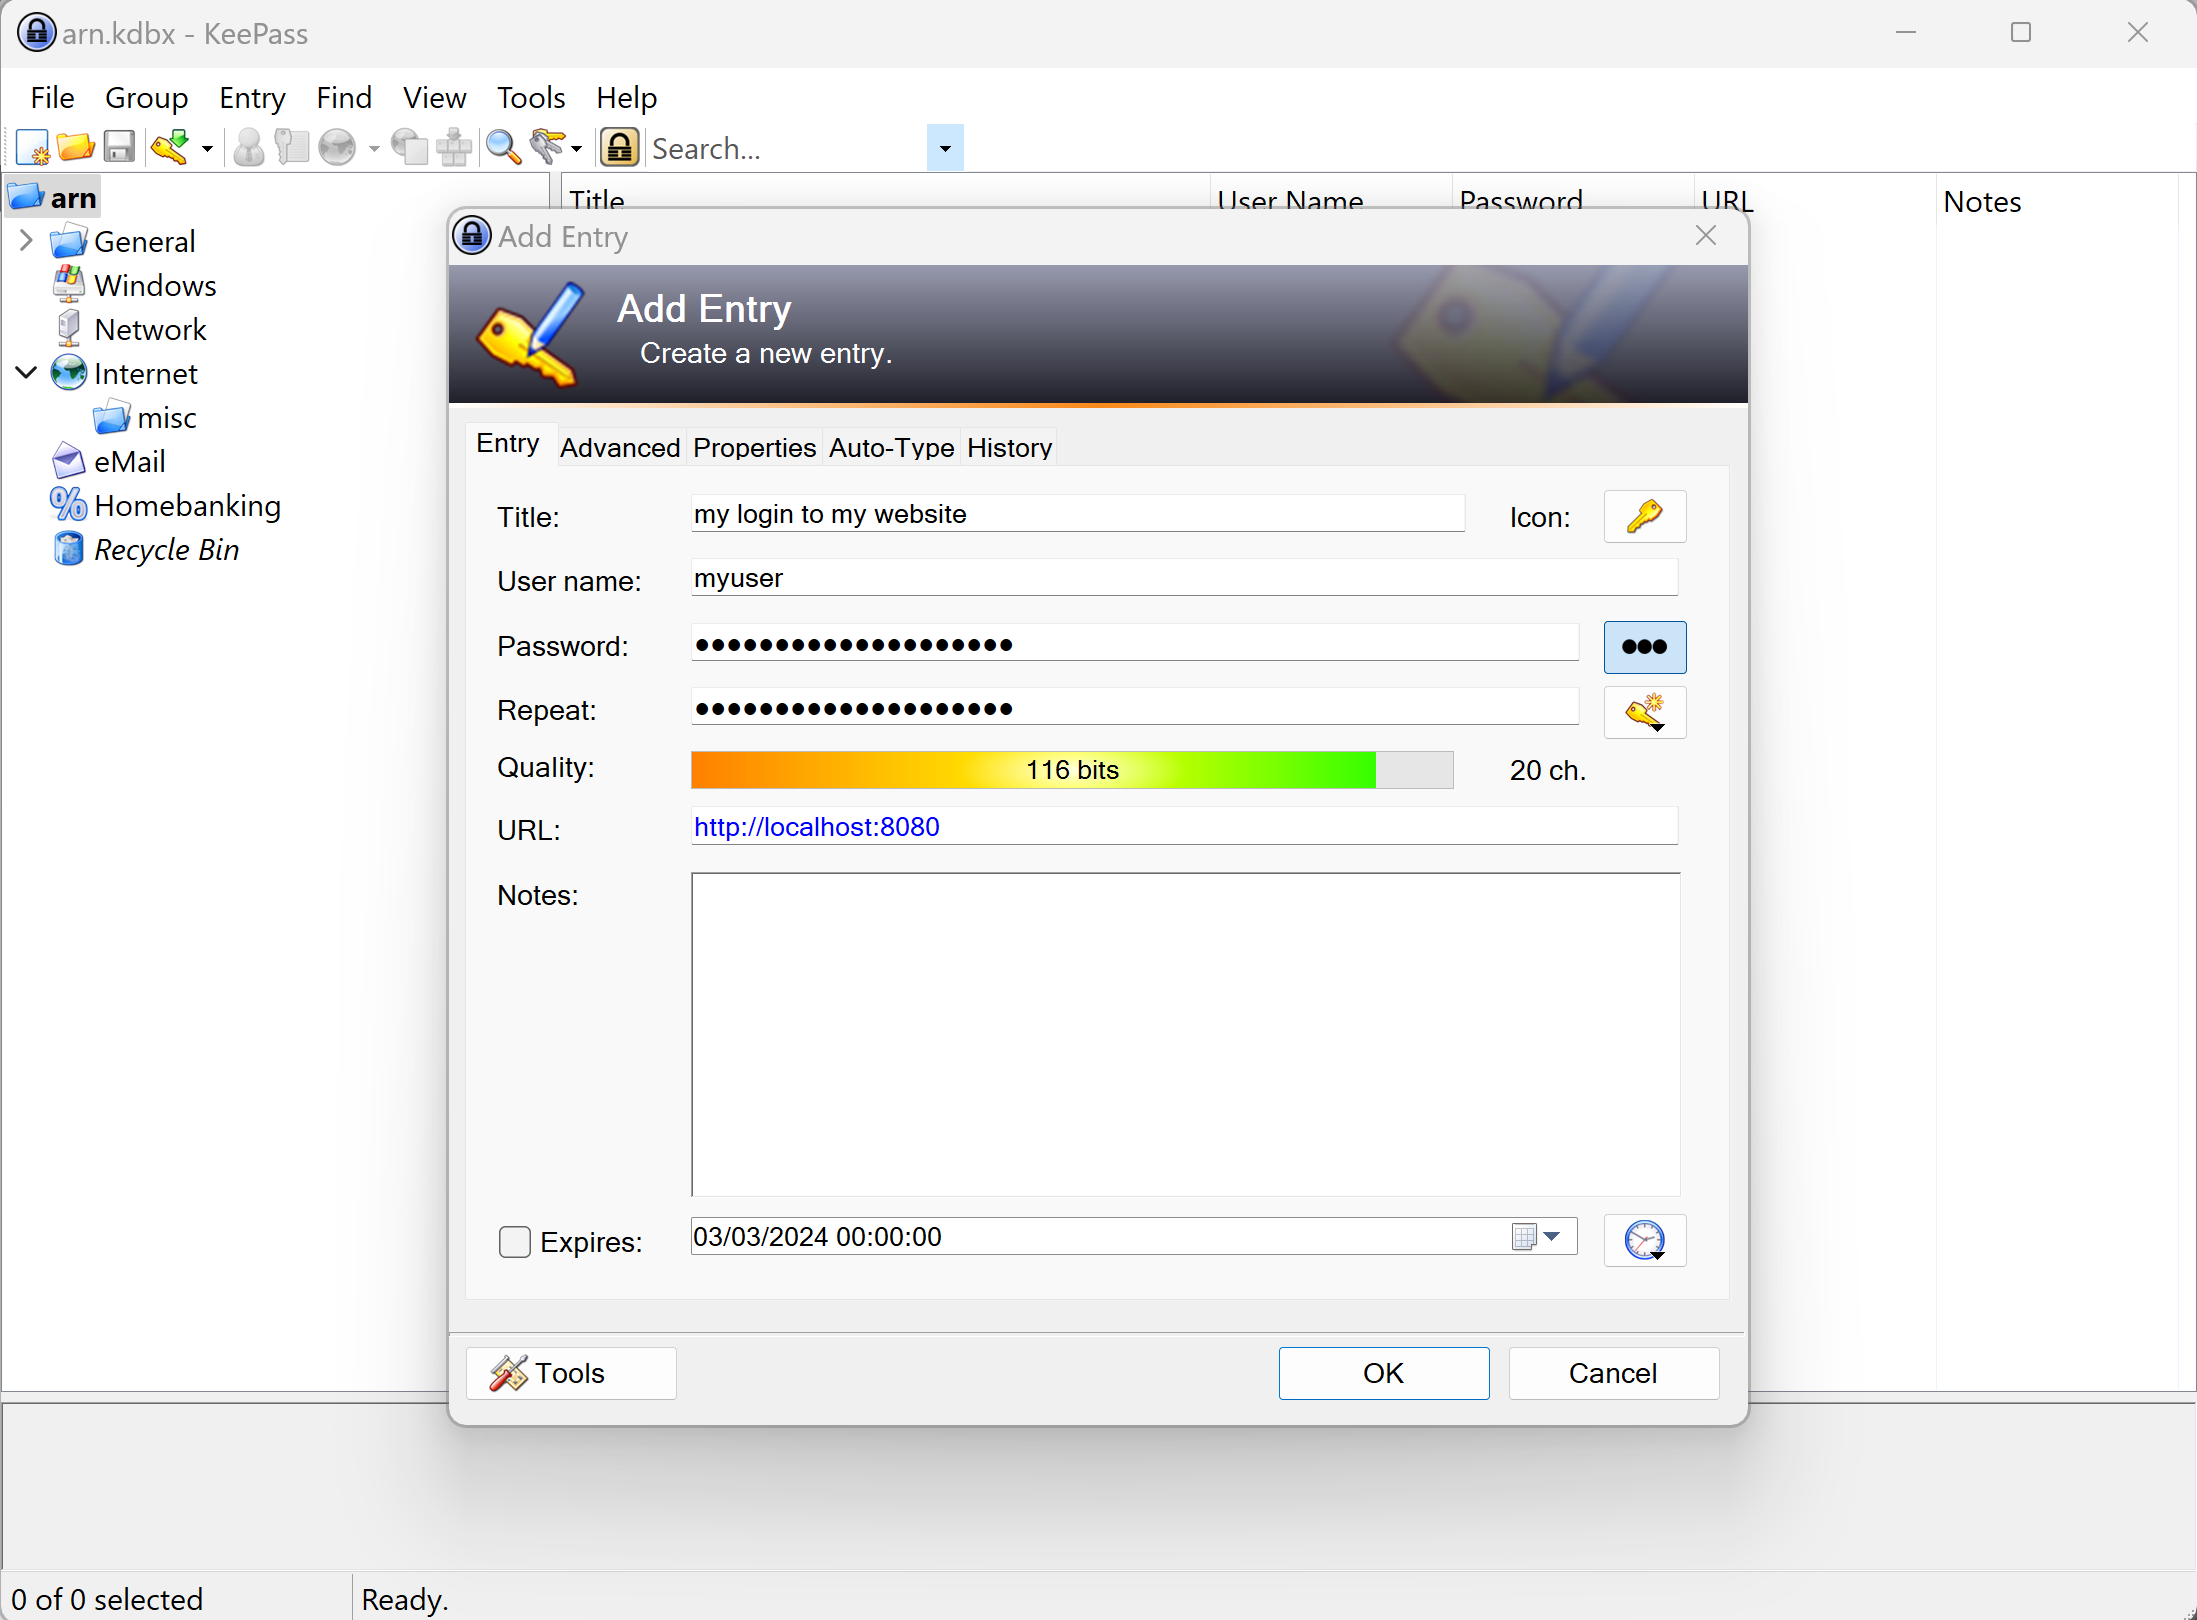 arn.kdbx - KeePass
File Group Entry Find View Tools Help
Search...
arn
General
Windows
Network
Internet
misc
eMail
Homebanking
Recycle Bin
Title User Name Password URL Notes
Add Entry
Add Entry
Create a new entry.
Entry Advanced Properties Auto-Type History
Title: my login to my website Icon:
User name: myuser
Password: ●●●●●●●●●●●●●●●●●●●● ●●●
Repeat: ●●●●●●●●●●●●●●●●●●●●
Quality: 116 bits 20 ch.
URL: http://localhost:8080
Notes:
Expires: 03/03/2024 00:00:00
Tools OK Cancel
0 of 0 selected Ready.